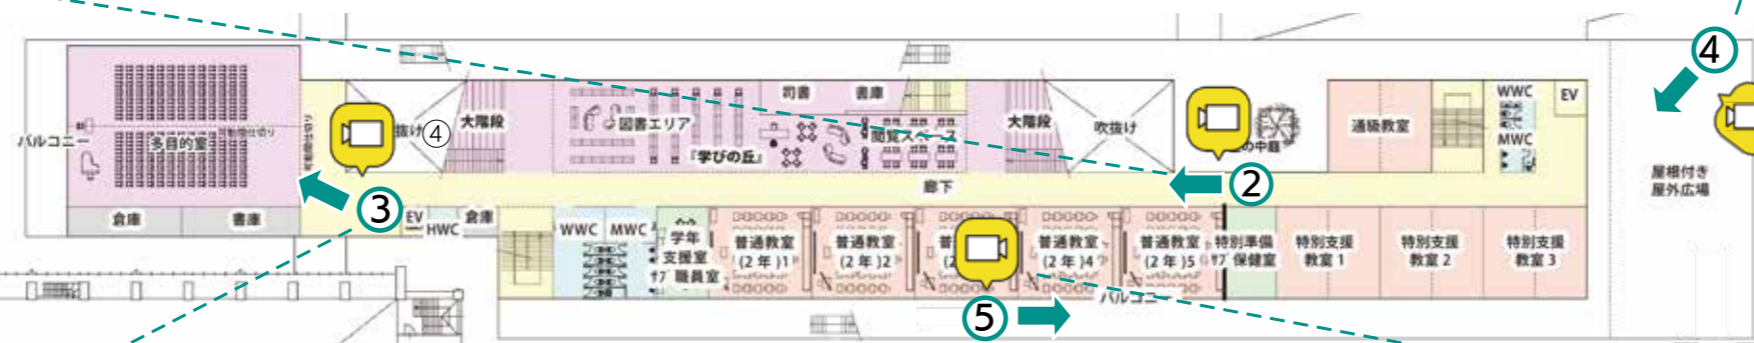 ④
WWC
EV
司書
書庫
大階段
図書エリア
抜け④
大階段
吹抜け
通級教室
バルコニー
多目的室
閲覧スペース
の中庭
MWC
『学びの丘』
屋根付き
屋外広場
廊下
②
③
倉庫
書庫
EV
HWC
倉庫
WWC
MWC
学年
支援室
サブ職員室
普通教室
(2年)1
普通教室
(2年)2
普通教室
(2年)4
普通教室
(2年)5
特別準備
サブ保健室
特別支援
教室1
特別支援
教室2
特別支援
教室3
バルコニー
⑤